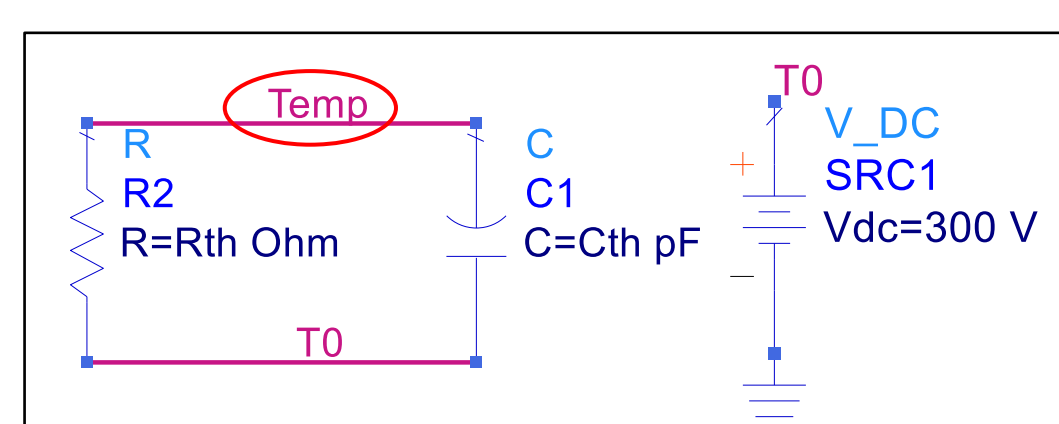 Temp
R
R2
R=Rth Ohm
C
C1
C=Cth pF
T0
T0
V_DC
SRC1
Vdc=300 V